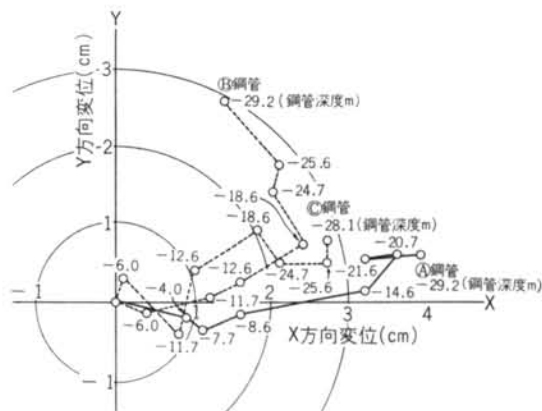 Y
Y方向変位(cm)
3
Ⓑ鋼管
-29.2(鋼管深度m)
2
-25.6
-24.7
-18.6
-18.6
Ⓒ鋼管
-28.1(鋼管深度m)
1
-12.6
-12.6
-24.7
-21.6
-20.7
-6.0
-4.0
-25.6
Ⓐ鋼管
-29.2(鋼管深度m)
-1
-11.7
1
2
-14.6
3
4
X
-6.0
-8.6
-7.7
-11.7
X方向変位(cm)
-1